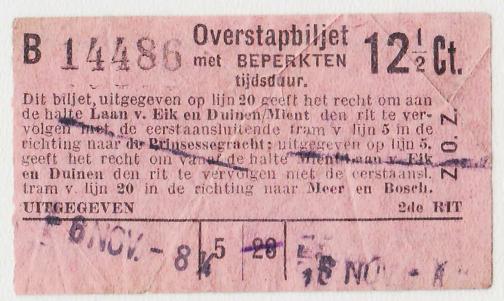 B 14486 Overstapbiljet 12½ Ct.
met BEPERKTEN
tijdsduur.
Dit biljet, uitgegeven op lijn 20 geeft het recht om aan
de halte Laan v. Eik en Duinen/Mient den rit te ver-
volgen met de eerstaansluitende tram v lijn 5 in de
richting naar de Prinsessegracht: uitgegeven op lijn 5.
geeft het recht om vanaf de halte Mient/Laan v. Eik
en Duinen den rit te vervolgen met de eerstaansl.
tram v. lijn 20 in de richting naar Meer en Bosch.
Z. O. Z.
UITGEGEVEN 2de RIT
6 NOV. - 8 5 20 NOV -